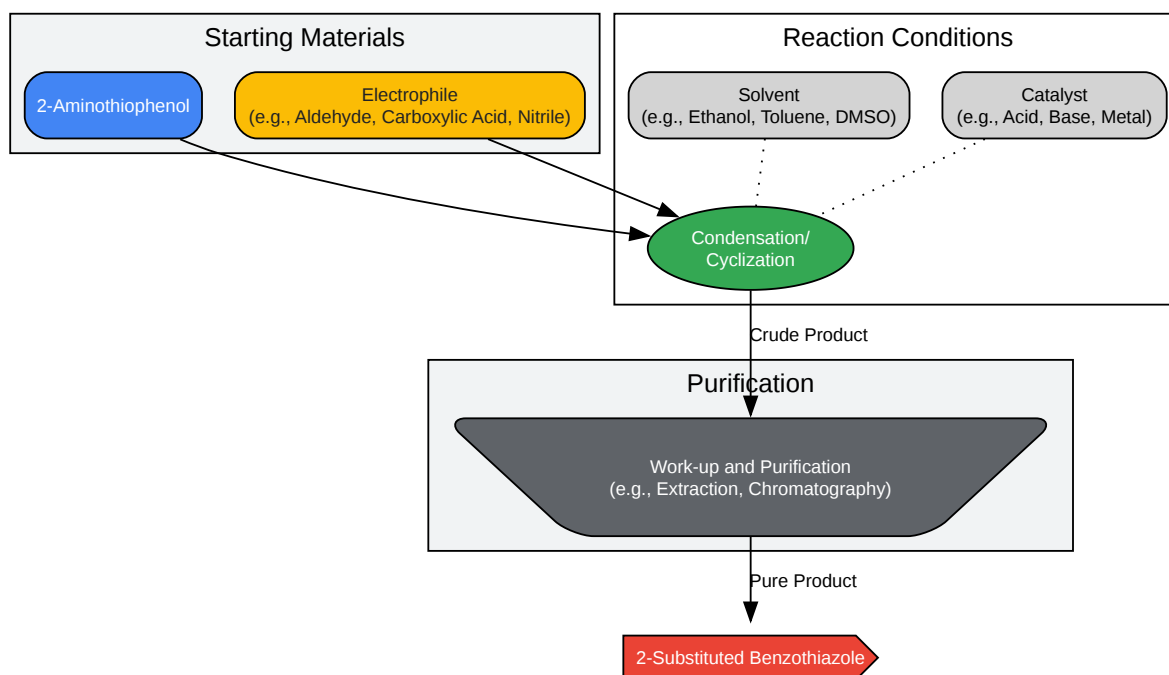 Starting Materials
2-Aminothiophenol
Electrophile
(e.g., Aldehyde, Carboxylic Acid, Nitrile)
Reaction Conditions
Solvent
(e.g., Ethanol, Toluene, DMSO)
Catalyst
(e.g., Acid, Base, Metal)
Condensation/
Cyclization
Crude Product
Purification
Work-up and Purification
(e.g., Extraction, Chromatography)
Pure Product
2-Substituted Benzothiazole